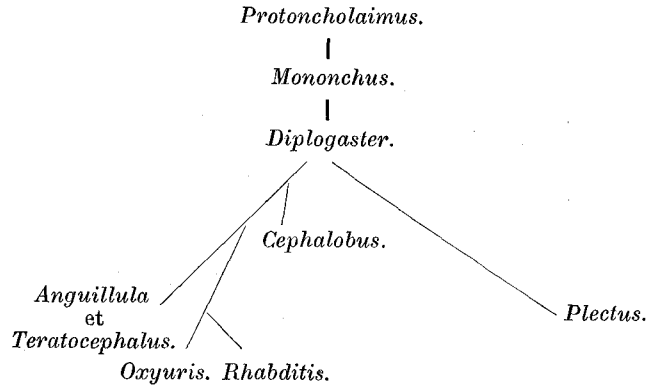 Protoncholaimus.
Mononchus.
Diplogaster.
Cephalobus.
Anguillula
et
Teratocephalus.
Plectus.
Oxyuris. Rhabditis.